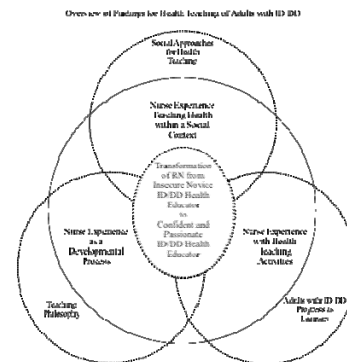 Overview of Findings for Health Teaching of Adults with ID/DD
Social Approaches
for Health
Teaching
Nurse Experience
Teaching Health
within a Social
Context
Transformation
of RN from
Insecure Novice
ID/DD Health
Educator
to
Confident and
Passionate
ID/DD Health
Educator
Nurse Experience
as a
Developmental
Process
Nurse Experience
with Health
Teaching
Activities
Teaching
Philosophy
Adults with ID/DD
Progress as
Learners